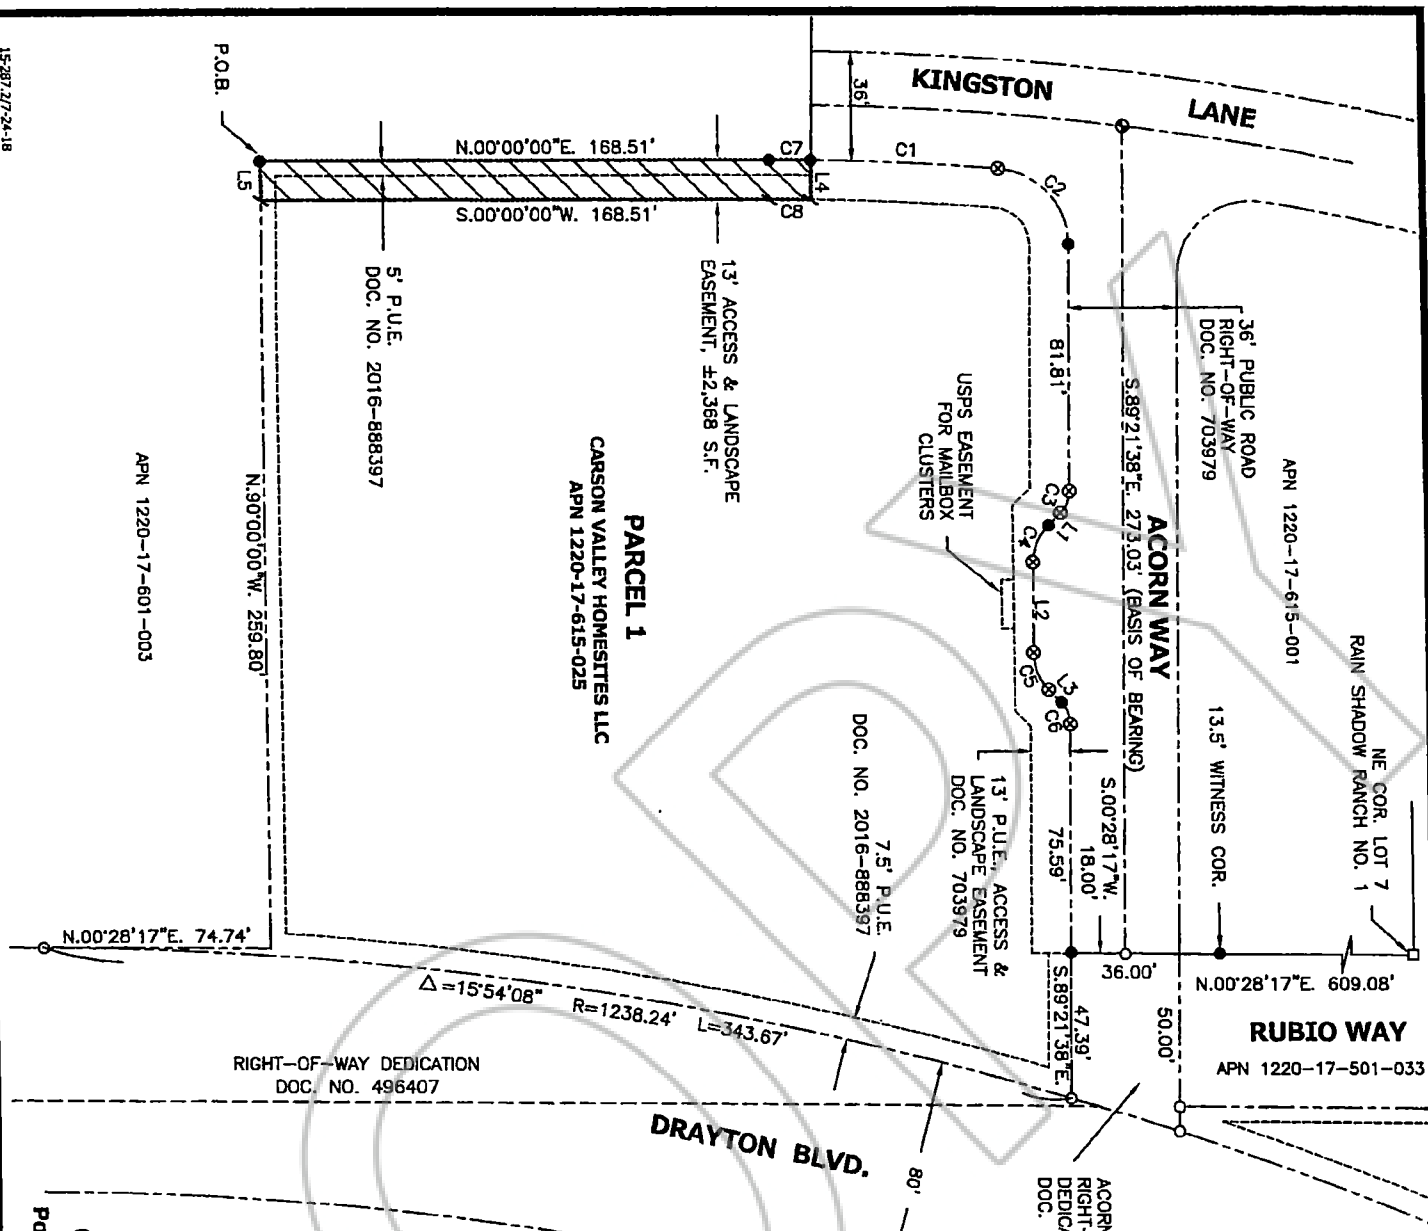 KINGSTON
LANE
36'
P.O.B.
N.00°00'00"E. 168.51'
C7
C1
C2
L5
L4
S.00°00'00"W. 168.51'
C8
5' P.U.E.
DOC. NO. 2016-888397
13' ACCESS & LANDSCAPE
EASEMENT, ±2,368 S.F.
36' PUBLIC ROAD
RIGHT-OF-WAY
DOC. NO. 703979
81.81'
S.89°21'38"E. 273.03' (BASIS OF BEARING)
ACORN WAY
APN 1220-17-615-001
USPS EASEMENT
FOR MAILBOX
CLUSTERS
C3
L1
C4
L2
C5
L3
C6
PARCEL 1
CARSON VALLEY HOMESITES LLC
APN 1220-17-615-025
APN 1220-17-601-003
N.90°00'00"W. 259.80'
NE COR. LOT 7
RAIN SHADOW RANCH NO. 1
13.5' WITNESS COR.
S.00°28'17"W.
18.00'
75.59'
13' P.U.E., ACCESS &
LANDSCAPE EASEMENT
DOC. NO. 703979
7.5' P.U.E.
DOC. NO. 2016-888397
N.00°28'17"E. 74.74'
36.00'
N.00°28'17"E. 609.08'
Δ=15°54'08" R=1238.24' L=343.67'
47.39'
S.89°21'38"E.
50.00'
RUBIO WAY
APN 1220-17-501-033
RIGHT-OF-WAY DEDICATION
DOC. NO. 496407
DRAYTON BLVD.
80'
ACORN
RIGHT-
DEDICA
DOC.
15-287.2/7-24-18